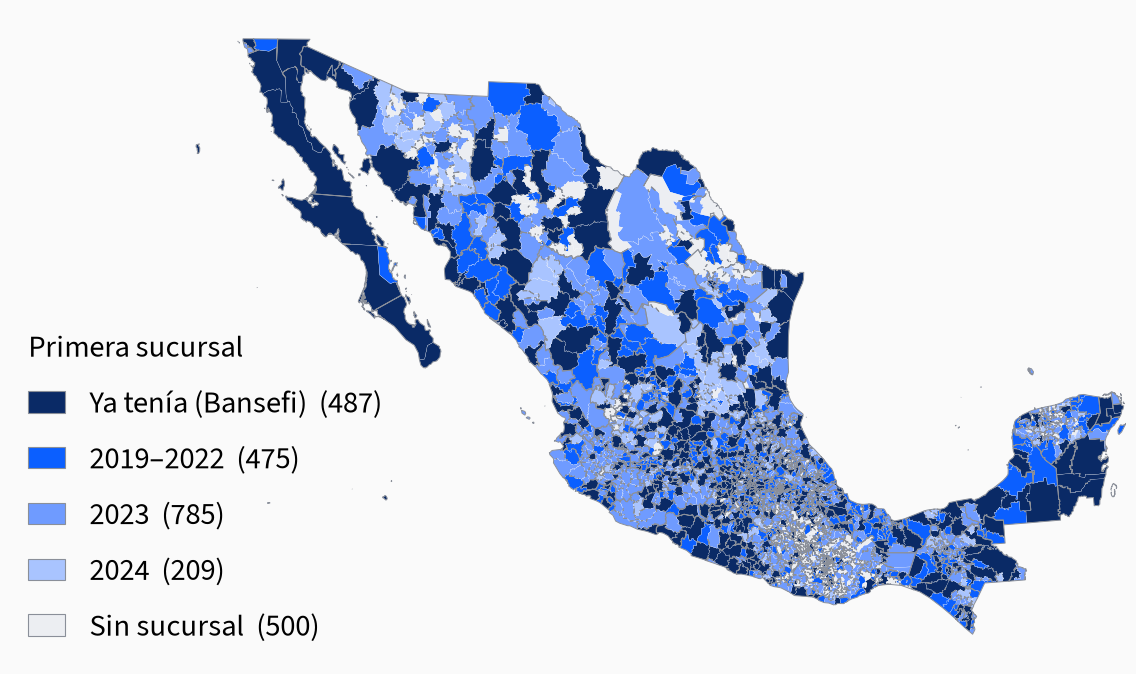 Primera sucursal
Ya tenía (Bansefi) (487)
2019–2022 (475)
2023 (785)
2024 (209)
Sin sucursal (500)